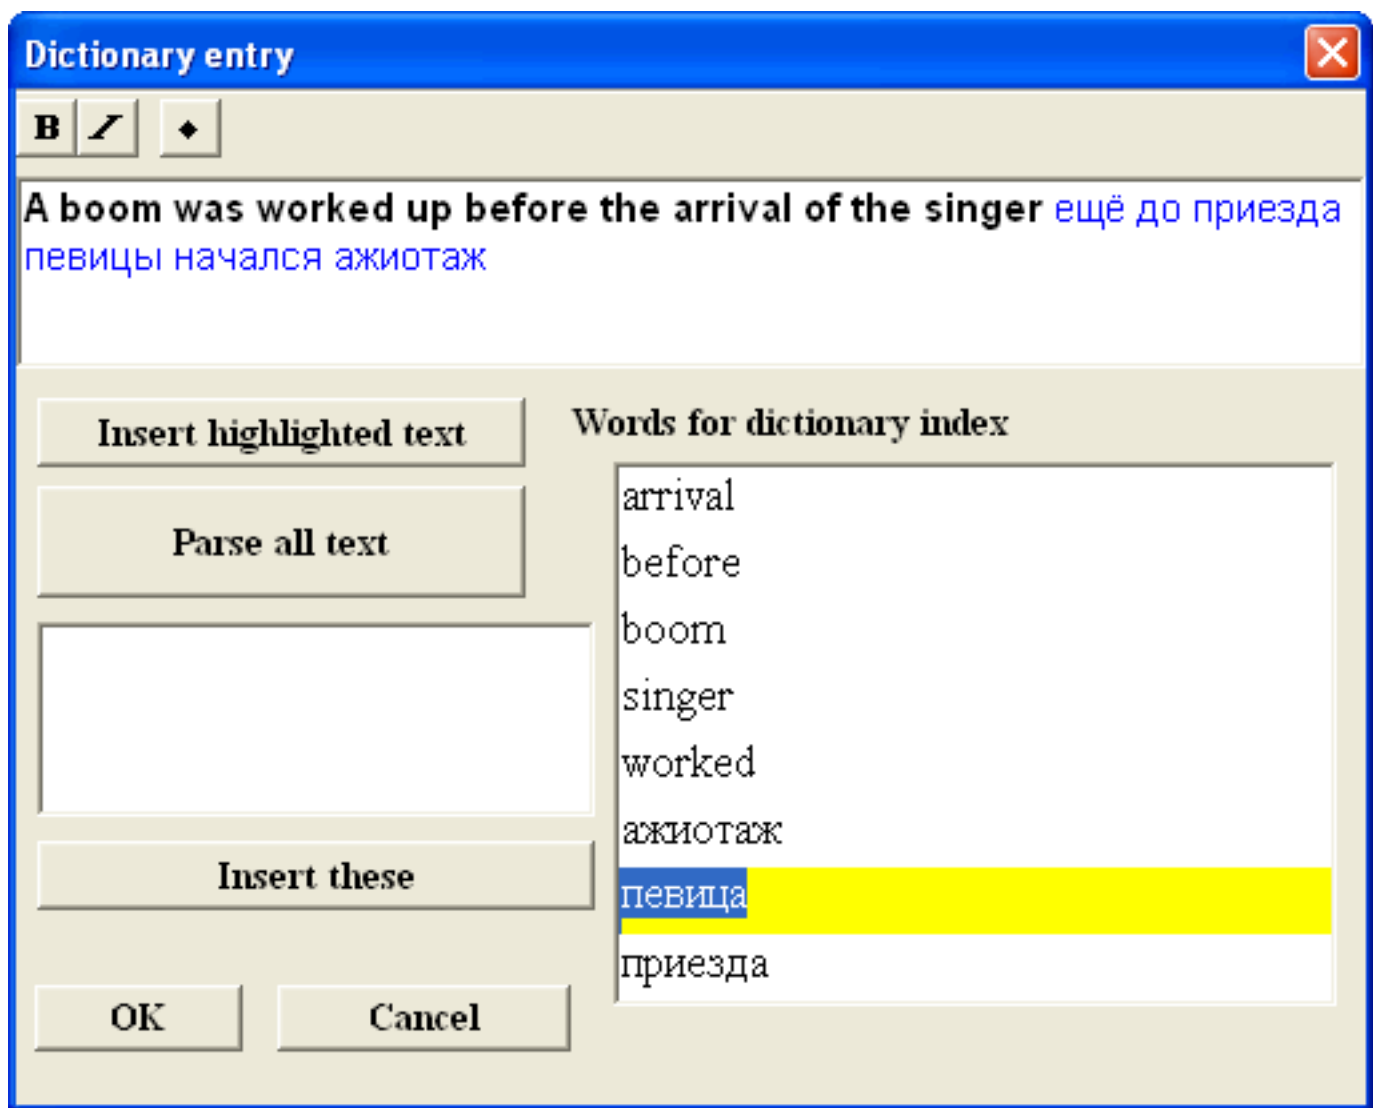 Dictionary entry
B I
A boom was worked up before the arrival of the singer ещё до приезда
певицы начался ажиотаж
Insert highlighted text
Parse all text
Insert these
OK Cancel
Words for dictionary index
arrival
before
boom
singer
worked
ажиотаж
певица
приезда